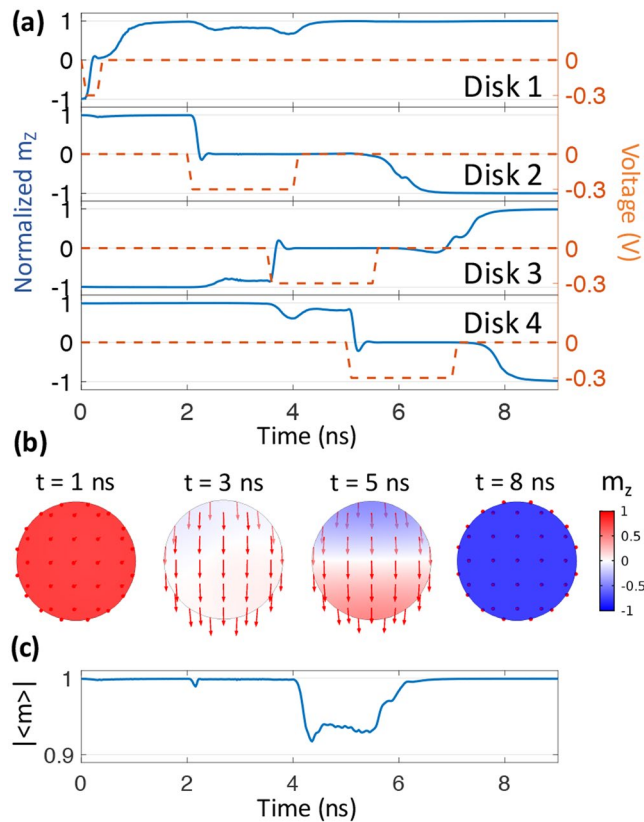 (a)
Normalized mz
Voltage (V)
1
0
-1
0
-0.3
Disk 1
1
0
-1
0
-0.3
Disk 2
1
0
-1
0
-0.3
Disk 3
1
0
-1
0
-0.3
Disk 4
0 2 4 6 8
Time (ns)
(b)
t = 1 ns t = 3 ns t = 5 ns t = 8 ns mz
1
0.5
0
-0.5
-1
(c)
|<m>|
1
0.9
0 2 4 6 8
Time (ns)